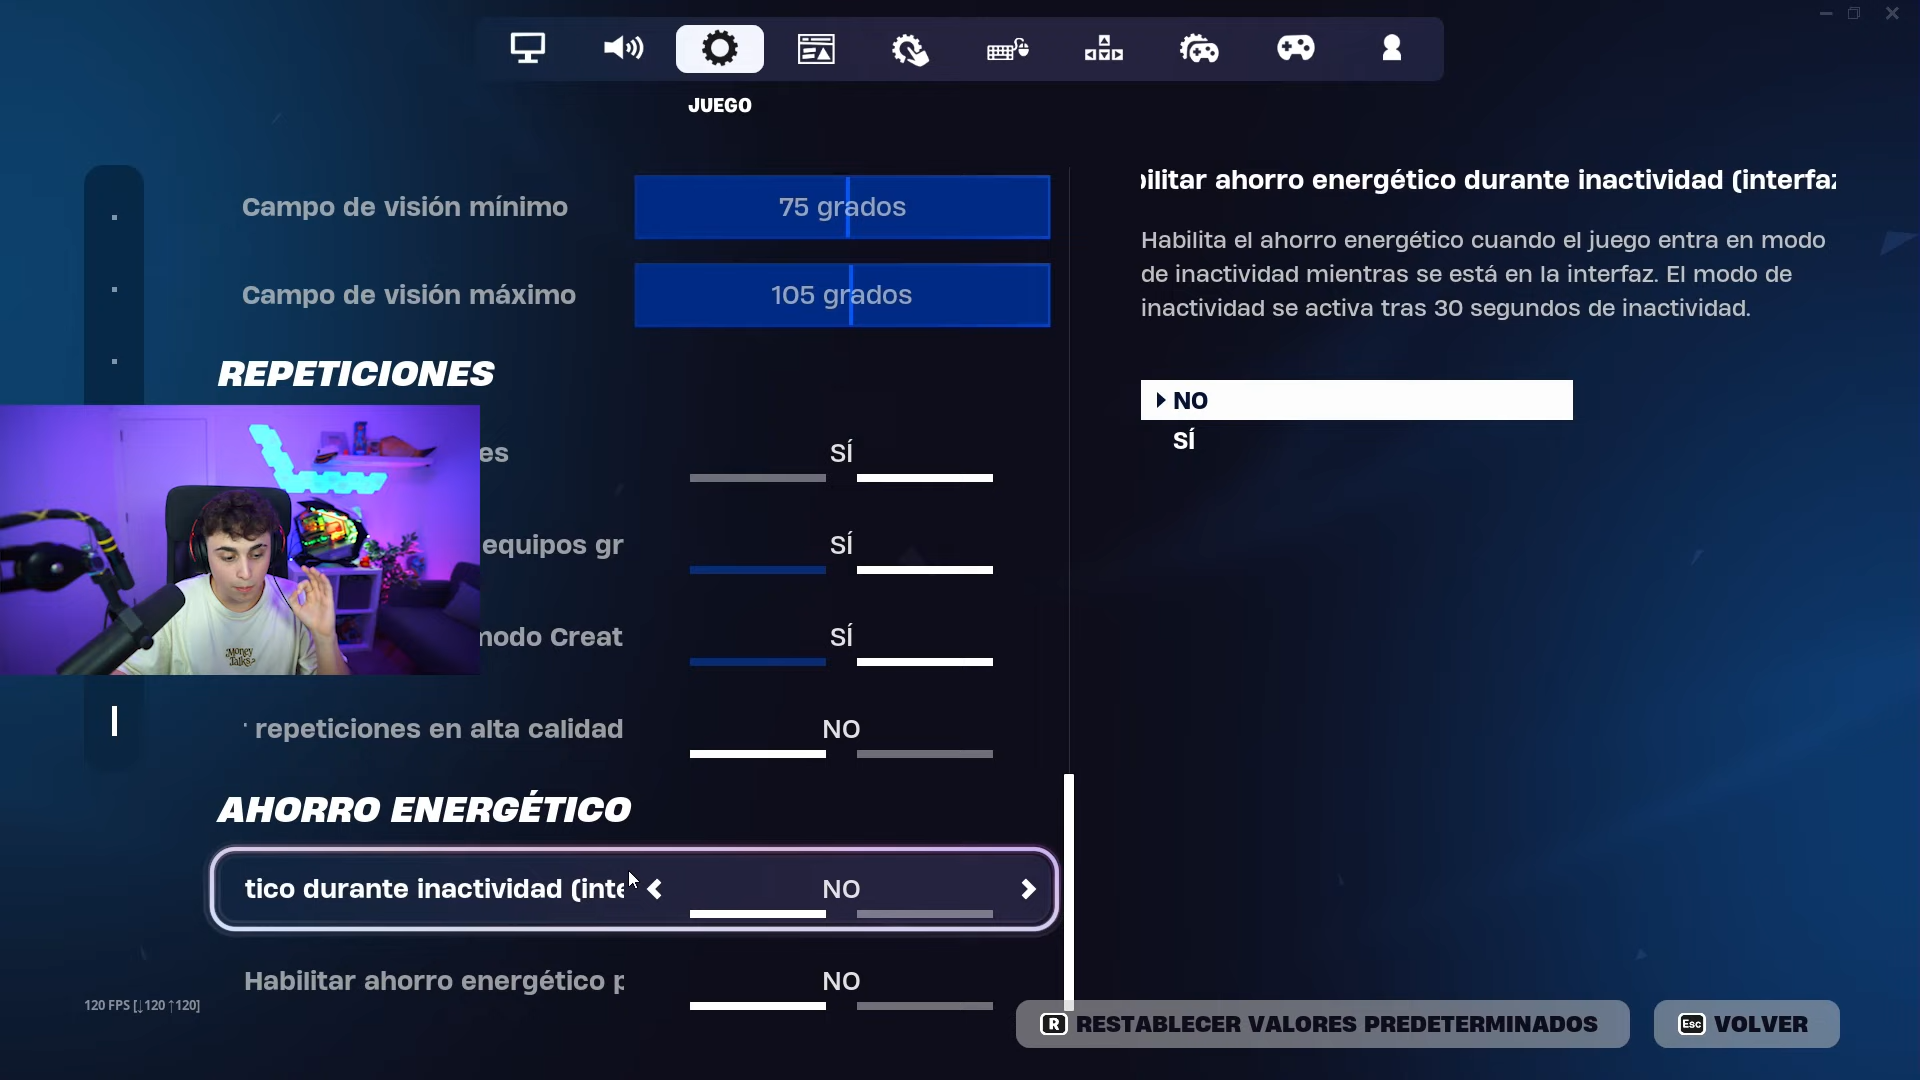 JUEGO
Campo de visión mínimo
75 grados
Campo de visión máximo
105 grados
REPETICIONES
es
SÍ
equipos gr
SÍ
modo Creat
SÍ
repeticiones en alta calidad
NO
AHORRO ENERGÉTICO
tico durante inactividad (inte
NO
Habilitar ahorro energético p
NO
bilitar ahorro energético durante inactividad (interfaz
Habilita el ahorro energético cuando el juego entra en modo
de inactividad mientras se está en la interfaz. El modo de
inactividad se activa tras 30 segundos de inactividad.
NO
SÍ
Money
Talks
120 FPS [↓120 ↑120]
R RESTABLECER VALORES PREDETERMINADOS
Esc VOLVER